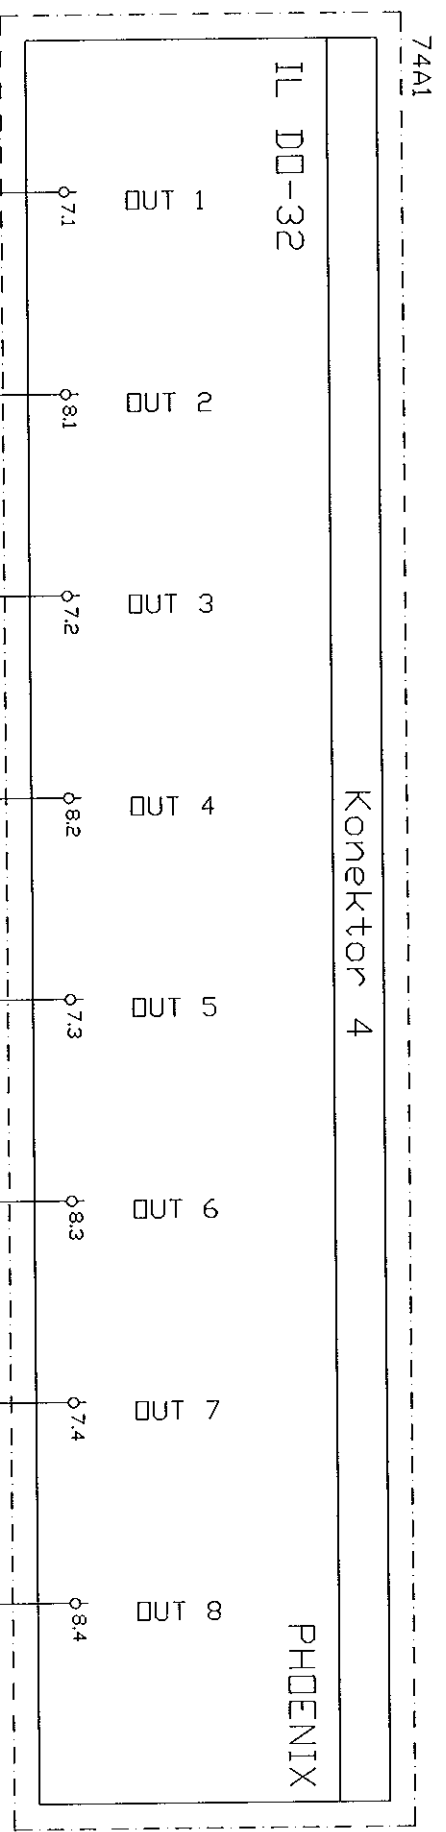 74A1
Konektor 4
IL DO-32
PHOENIX
OUT 1
OUT 2
OUT 3
OUT 4
OUT 5
OUT 6
OUT 7
OUT 8
7.1
8.1
7.2
8.2
7.3
8.3
7.4
8.4